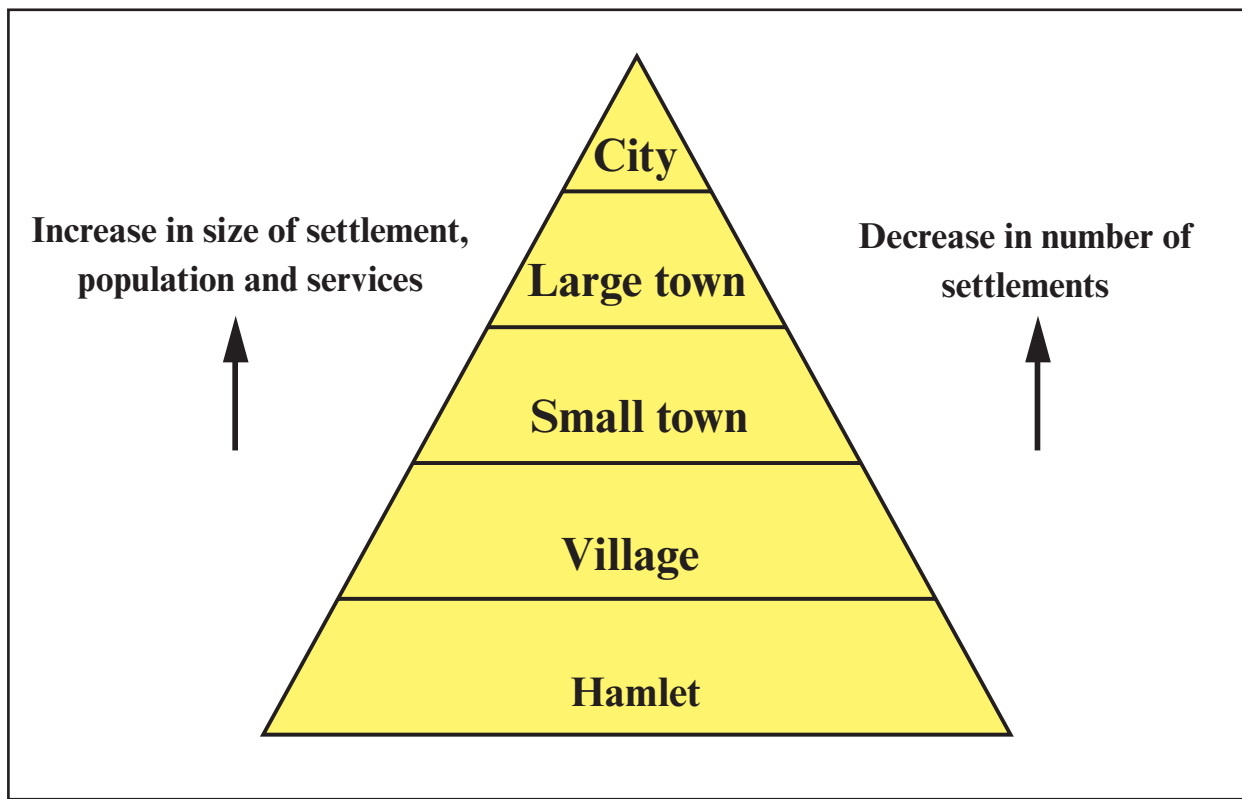 City
Increase in size of settlement,
population and services
Decrease in number of
settlements
Large town
Small town
Village
Hamlet